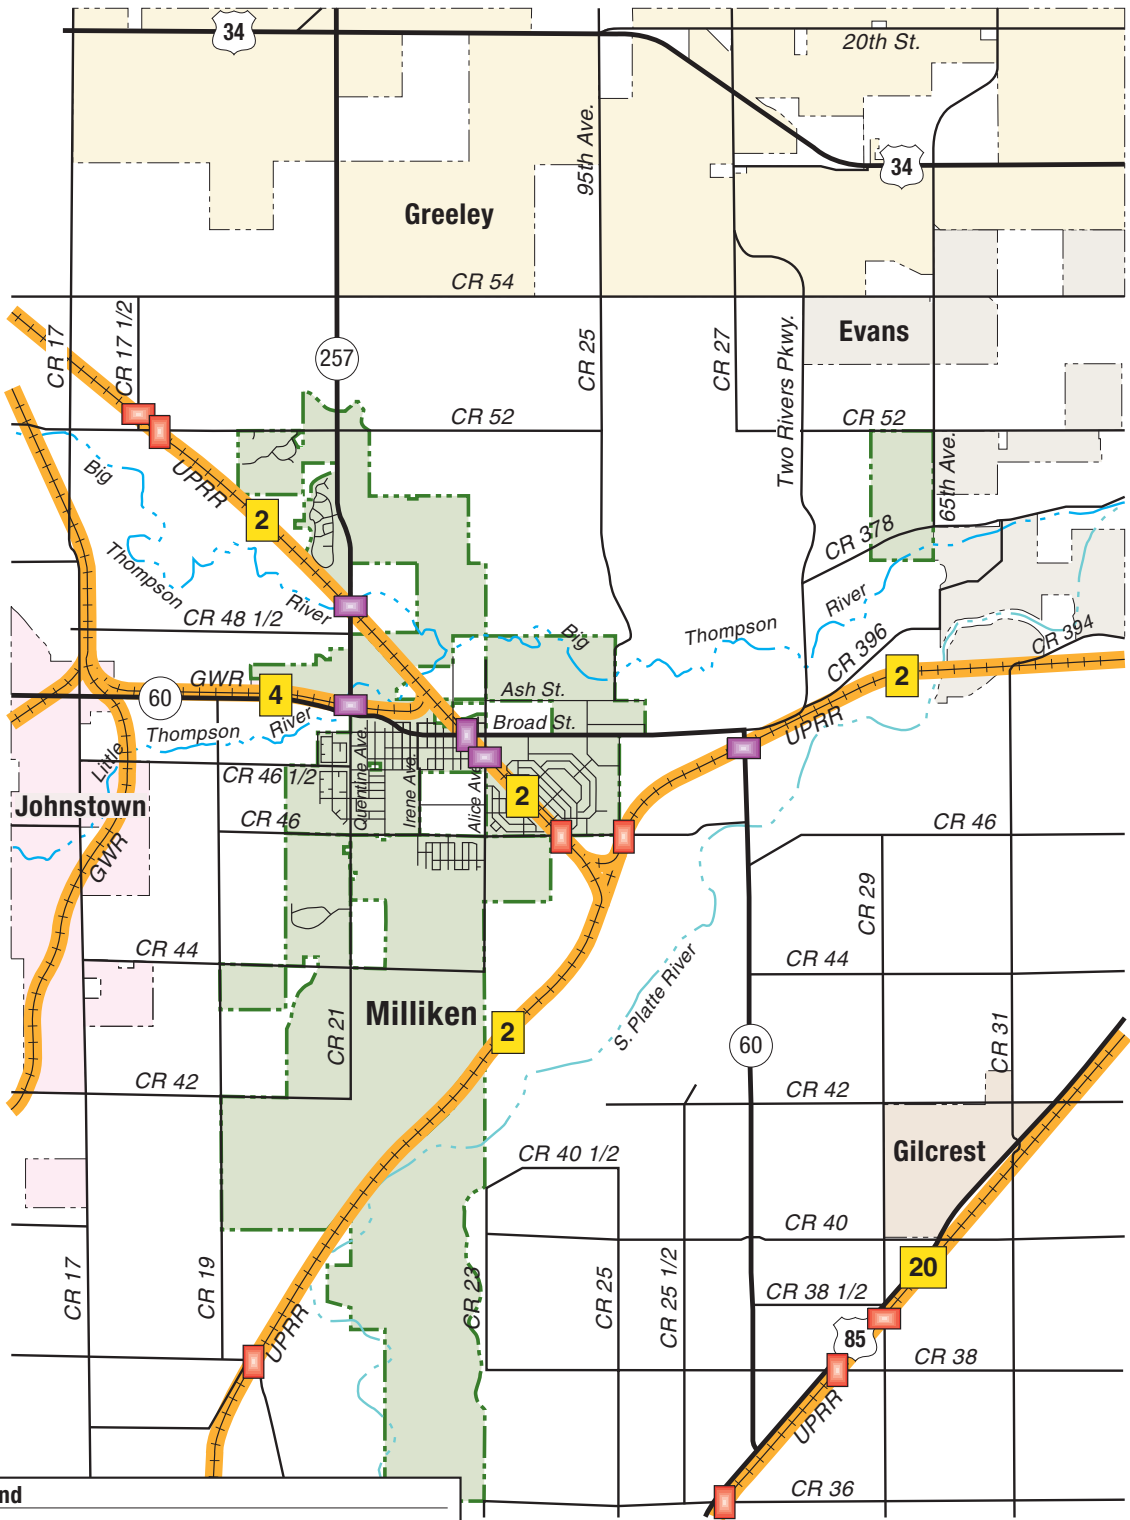 34
20th St.
34
95th Ave.
Greeley
CR 54
CR 17
CR 17 1/2
257
CR 25
CR 27
Two Rivers Pkwy.
Evans
CR 52
CR 52
65th Ave.
Big
UPRR
2
CR 378
Thompson
River
CR 48 1/2
River
Big
Thompson
CR 396
CR 394
GWR
4
60
Ash St.
2
Thompson
River
Broad St.
UPRR
Little
CR 46 1/2
Quentine Ave.
Irene Ave.
Alice Ave.
2
Johnstown
CR 46
CR 46
GWR
CR 29
CR 44
CR 44
S. Platte River
Milliken
2
CR 21
60
CR 31
CR 42
CR 42
CR 40 1/2
Gilcrest
CR 40
CR 17
CR 19
CR 23
CR 25
CR 25 1/2
20
CR 38 1/2
85
UPRR
CR 38
UPRR
CR 36
nd